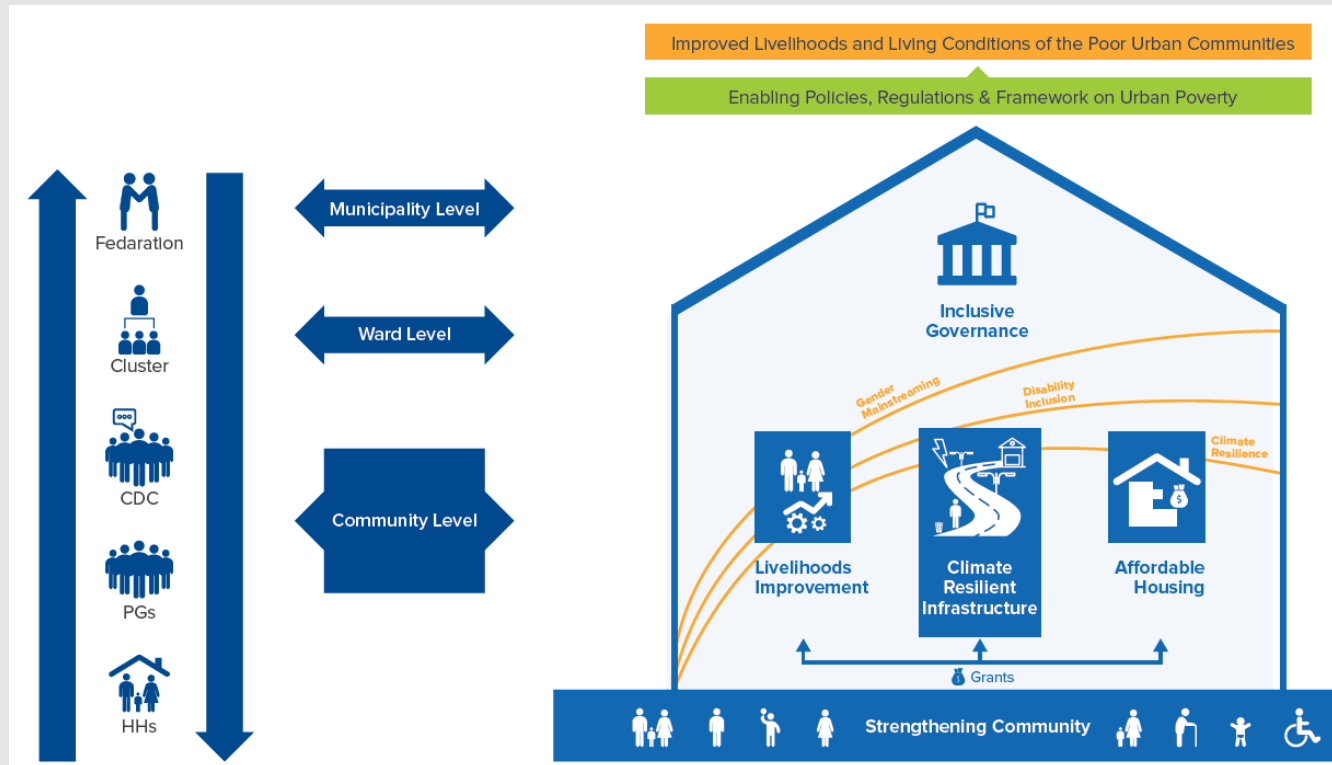 Improved Livelihoods and Living Conditions of the Poor Urban Communities
Enabling Policies, Regulations & Framework on Urban Poverty
Fedaration
Cluster
CDC
PGs
HHs
Municipality Level
Ward Level
Community Level
Inclusive
Governance
Gender
Mainstreaming
Disability
Inclusion
Climate
Resilience
Livelihoods
Improvement
Climate
Resilient
Infrastructure
Affordable
Housing
$ Grants
Strengthening Community